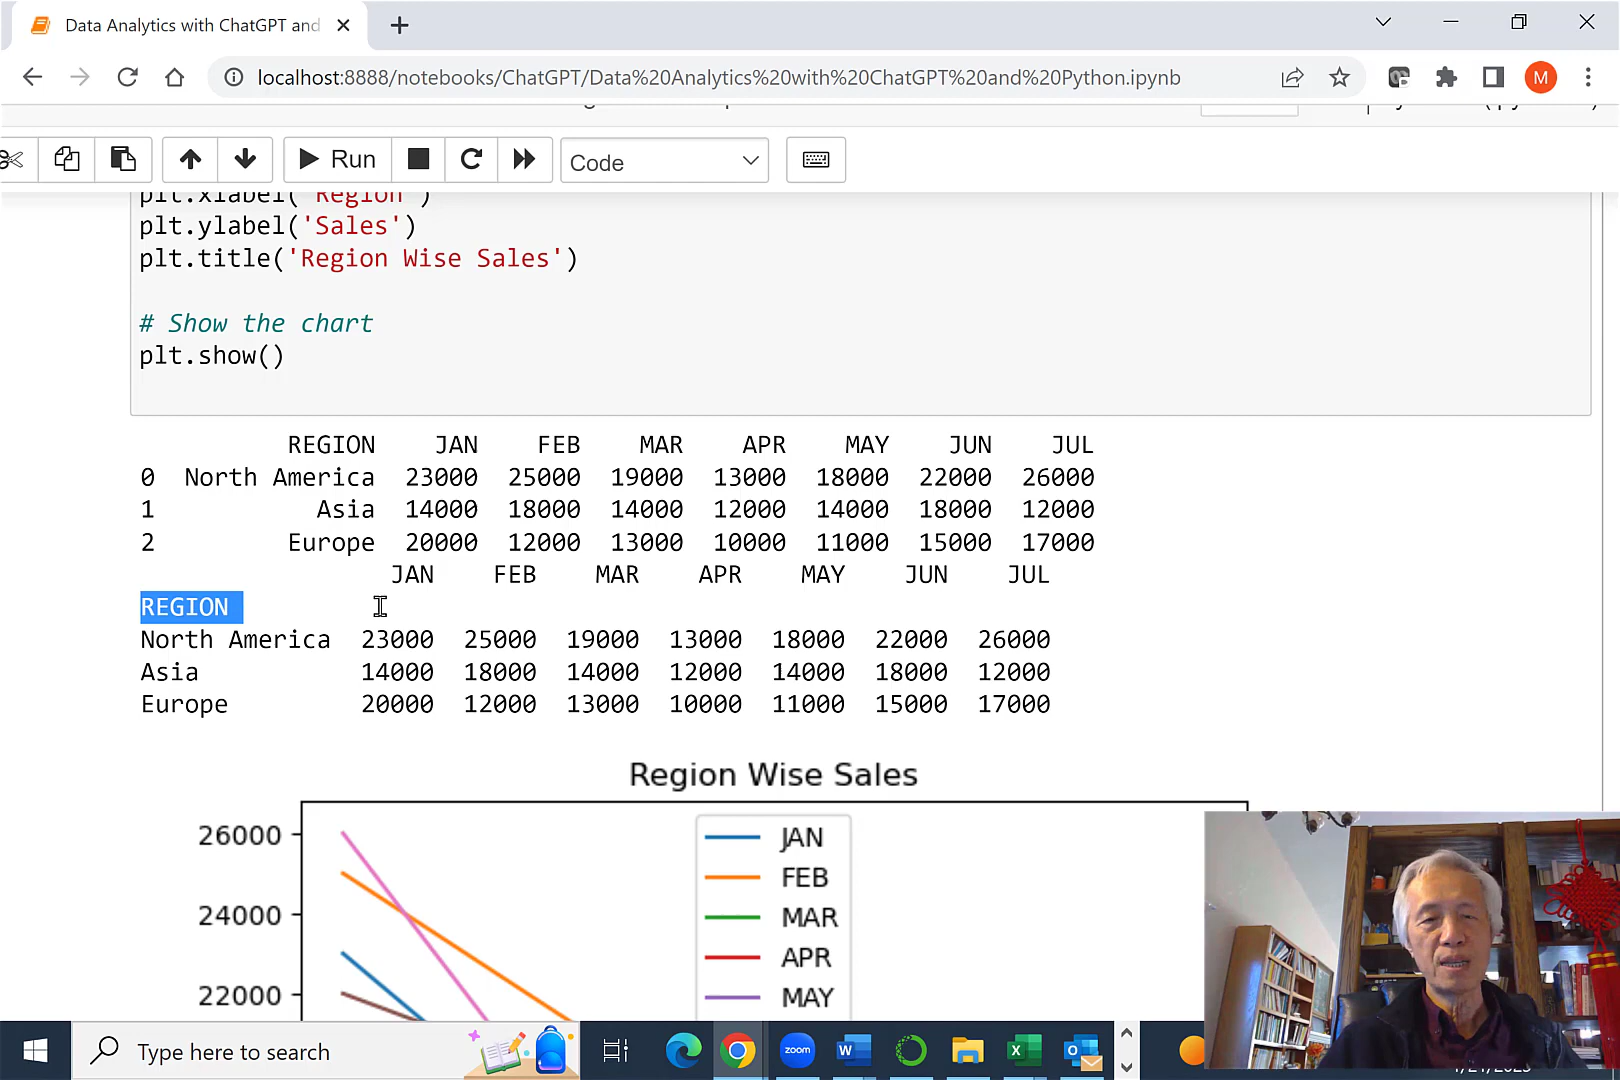 Data Analytics with ChatGPT and
localhost:8888/notebooks/ChatGPT/Data%20Analytics%20with%20ChatGPT%20and%20Python.ipynb
M
Run
Code
plt.xlabel('Region')
plt.ylabel('Sales')
plt.title('Region Wise Sales')
# Show the chart
plt.show()
REGION JAN FEB MAR APR MAY JUN JUL
0 North America 23000 25000 19000 13000 18000 22000 26000
1 Asia 14000 18000 14000 12000 14000 18000 12000
2 Europe 20000 12000 13000 10000 11000 15000 17000
JAN FEB MAR APR MAY JUN JUL
REGION
North America 23000 25000 19000 13000 18000 22000 26000
Asia 14000 18000 14000 12000 14000 18000 12000
Europe 20000 12000 13000 10000 11000 15000 17000
Region Wise Sales
26000
24000
22000
JAN
FEB
MAR
APR
MAY
Type here to search
zoom